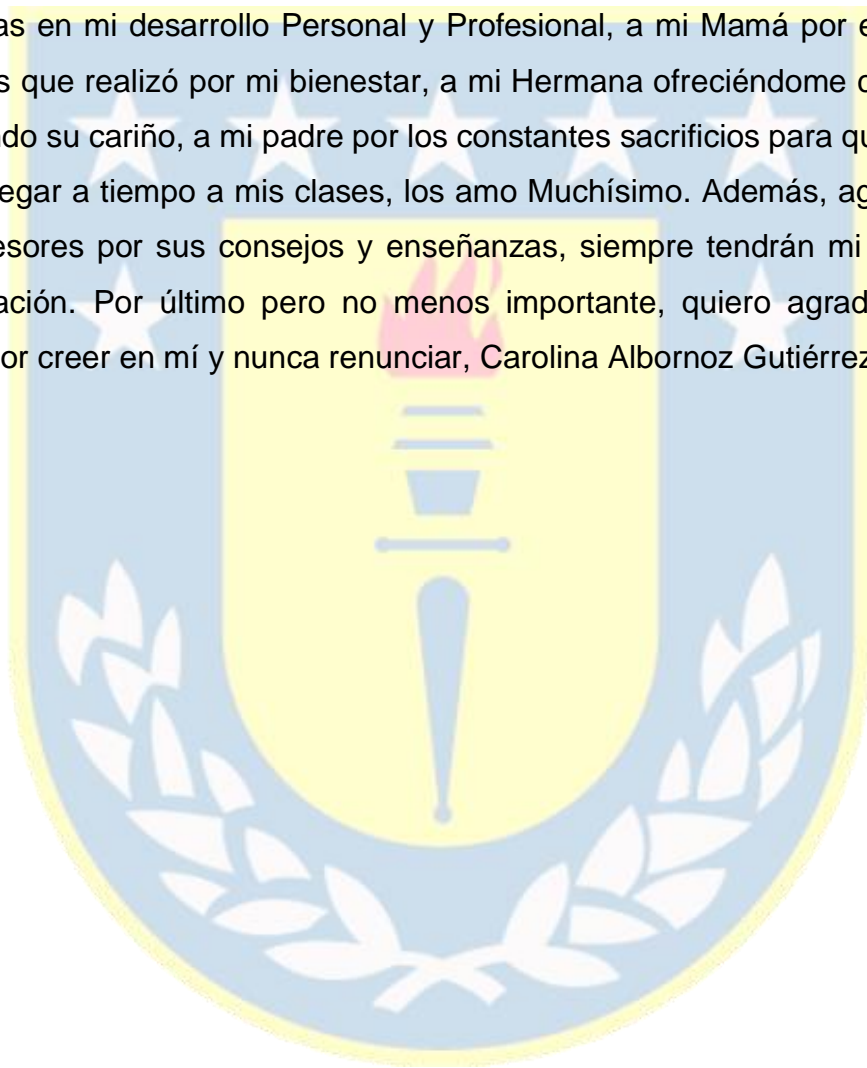 as en mi desarrollo Personal y Profesional, a mi Mamá por e
s que realizó por mi bienestar, a mi Hermana ofreciéndome
ndo su cariño, a mi padre por los constantes sacrificios para qu
egar a tiempo a mis clases, los amo Muchísimo. Además, ag
esores por sus consejos y enseñanzas, siempre tendrán mi
ación. Por último pero no menos importante, quiero agrad
or creer en mí y nunca renunciar, Carolina Albornoz Gutiérrez